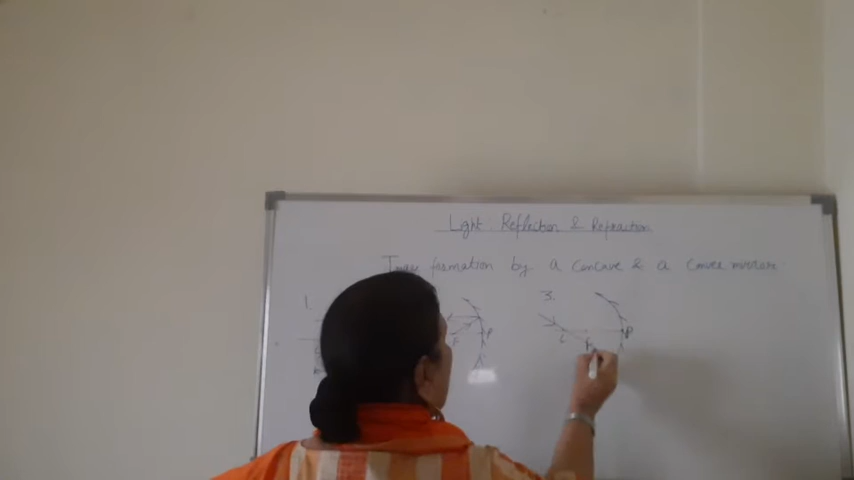 Light : Reflection & Refraction
Image formation by a concave & a convex mirror
1. 3.
F P C F P